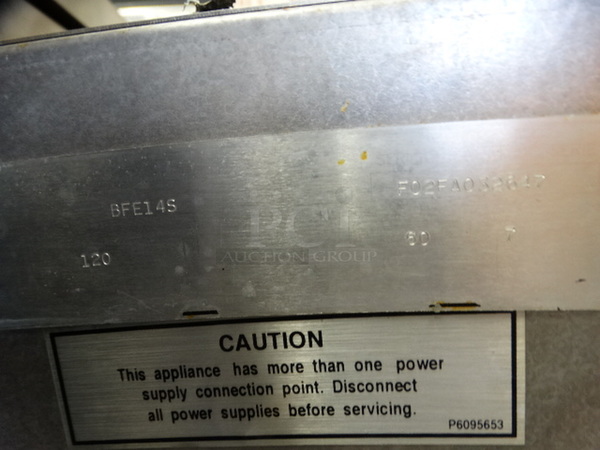 BFE14S
120 60 7
PCI
AUCTION GROUP
CAUTION
This appliance has more than one power
supply connection point. Disconnect
all power supplies before servicing.
P6095653